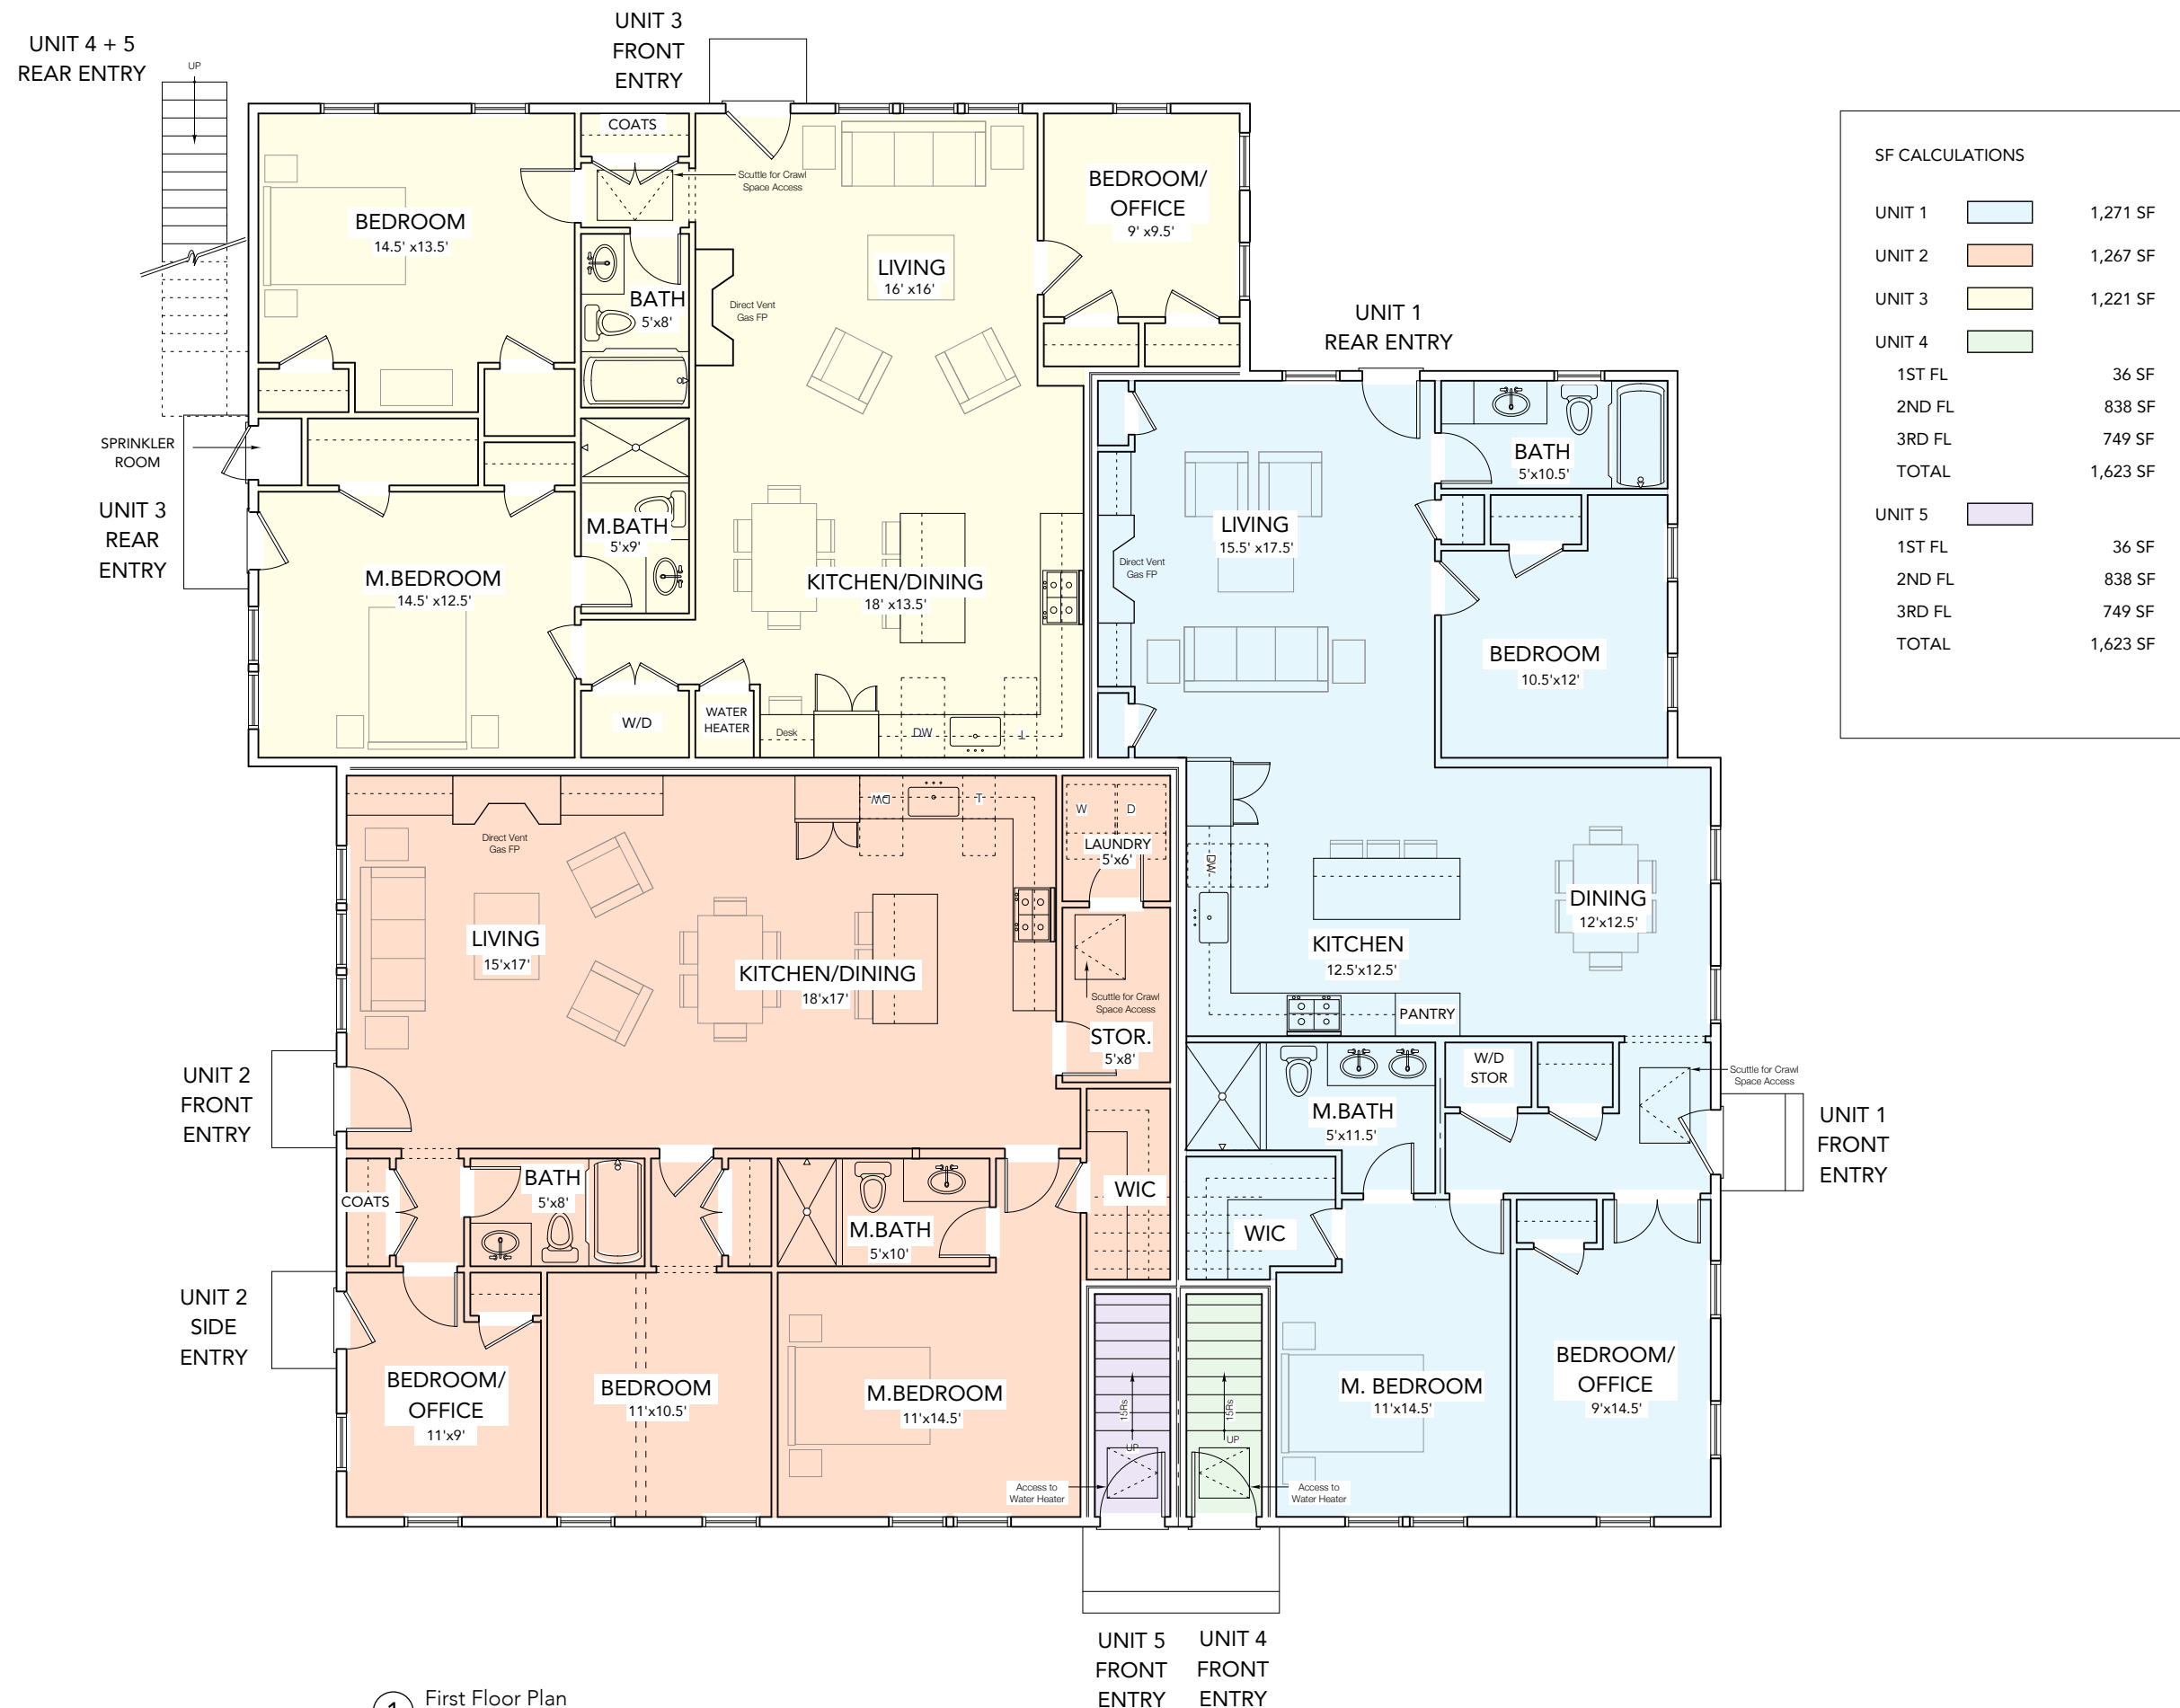 UNIT 4 + 5
REAR ENTRY
UP
UNIT 3
FRONT
ENTRY
COATS
Scuttle for Crawl
Space Access
BEDROOM
14.5' x13.5'
BATH
5'x8'
Direct Vent
Gas FP
LIVING
16' x16'
BEDROOM/
OFFICE
9' x9.5'
SPRINKLER
ROOM
UNIT 3
REAR
ENTRY
M.BEDROOM
14.5' x12.5'
M.BATH
5'x9'
KITCHEN/DINING
18' x13.5'
W/D
WATER
HEATER
Desk
DW
T
UNIT 1
REAR ENTRY
BATH
5'x10.5'
LIVING
15.5' x17.5'
Direct Vent
Gas FP
BEDROOM
10.5'x12'
DW
KITCHEN
12.5'x12.5'
PANTRY
DINING
12'x12.5'
M.BATH
5'x11.5'
W/D
STOR
Scuttle for Crawl
Space Access
UNIT 1
FRONT
ENTRY
WIC
M. BEDROOM
11'x14.5'
BEDROOM/
OFFICE
9'x14.5'
Direct Vent
Gas FP
LIVING
15'x17'
DW
T
KITCHEN/DINING
18'x17'
W D
LAUNDRY
5'x6'
Scuttle for Crawl
Space Access
STOR.
5'x8'
UNIT 2
FRONT
ENTRY
COATS
BATH
5'x8'
M.BATH
5'x10'
WIC
UNIT 2
SIDE
ENTRY
BEDROOM/
OFFICE
11'x9'
BEDROOM
11'x10.5'
M.BEDROOM
11'x14.5'
15Rs
UP
Access to
Water Heater
15Rs
UP
Access to
Water Heater
UNIT 5
FRONT
ENTRY
UNIT 4
FRONT
ENTRY
1
First Floor Plan
SF CALCULATIONS
UNIT 1 1,271 SF
UNIT 2 1,267 SF
UNIT 3 1,221 SF
UNIT 4
1ST FL 36 SF
2ND FL 838 SF
3RD FL 749 SF
TOTAL 1,623 SF
UNIT 5
1ST FL 36 SF
2ND FL 838 SF
3RD FL 749 SF
TOTAL 1,623 SF